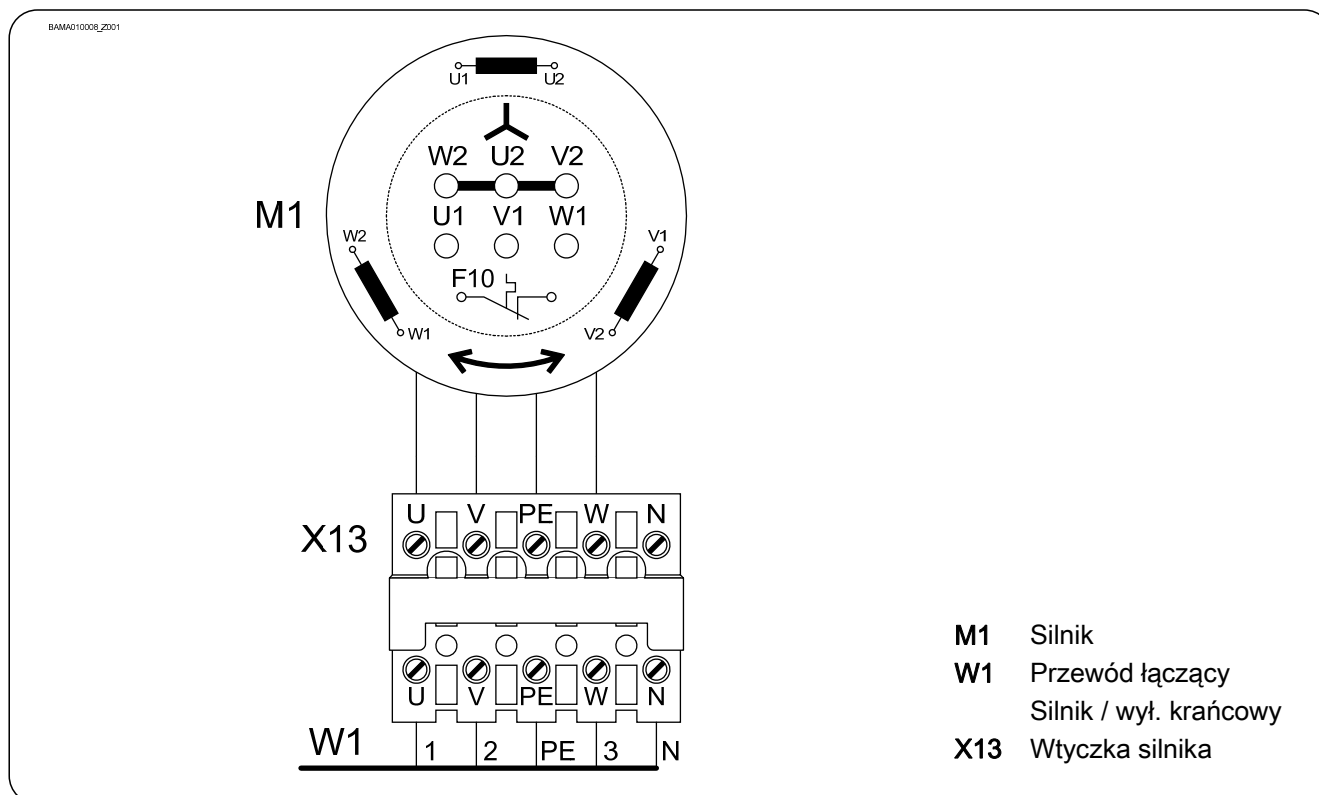 BAMA010008_Z001
U1 U2
W2 U2 V2
M1
U1 V1 W1
W2 V1
F10
W1 V2
U V PE W N
X13
U V PE W N
W1 1 2 PE 3 N
M1 Silnik
W1 Przewód łączący
Silnik / wył. krańcowy
X13 Wtyczka silnika